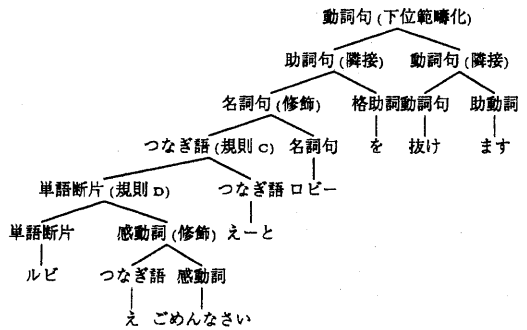 動詞句 (下位範疇化)
助詞句 (隣接) 動詞句 (隣接)
名詞句 (修飾) 格助詞 動詞句 助動詞
つなぎ語 (規則 C) 名詞句 を 抜け ます
単語断片 (規則 D) つなぎ語 ロビー
単語断片 感動詞 (修飾) えーと
ルビ つなぎ語 感動詞
え ごめんなさい